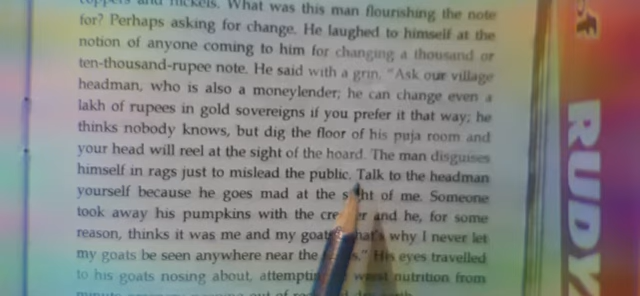 and nickels. What was this man flourishing the note
for? Perhaps asking for change. He laughed to himself at the
notion of anyone coming to him for changing a thousand or
ten-thousand-rupee note. He said with a grin, "Ask our village
headman, who is also a moneylender; he can change even a
lakh of rupees in gold sovereigns if you prefer it that way; he
thinks nobody knows, but dig the floor of his puja room and
your head will reel at the sight of the hoard. The man disguises
himself in rags just to mislead the public. Talk to the headman
yourself because he goes mad at the s ht of me. Someone
took away his pumpkins with the cre er and he, for some
reason, thinks it was me and my goats hat's why I never let
my goats be seen anywhere near the s." His eyes travelled
to his goats nosing about, attempting nutrition from
RUDY